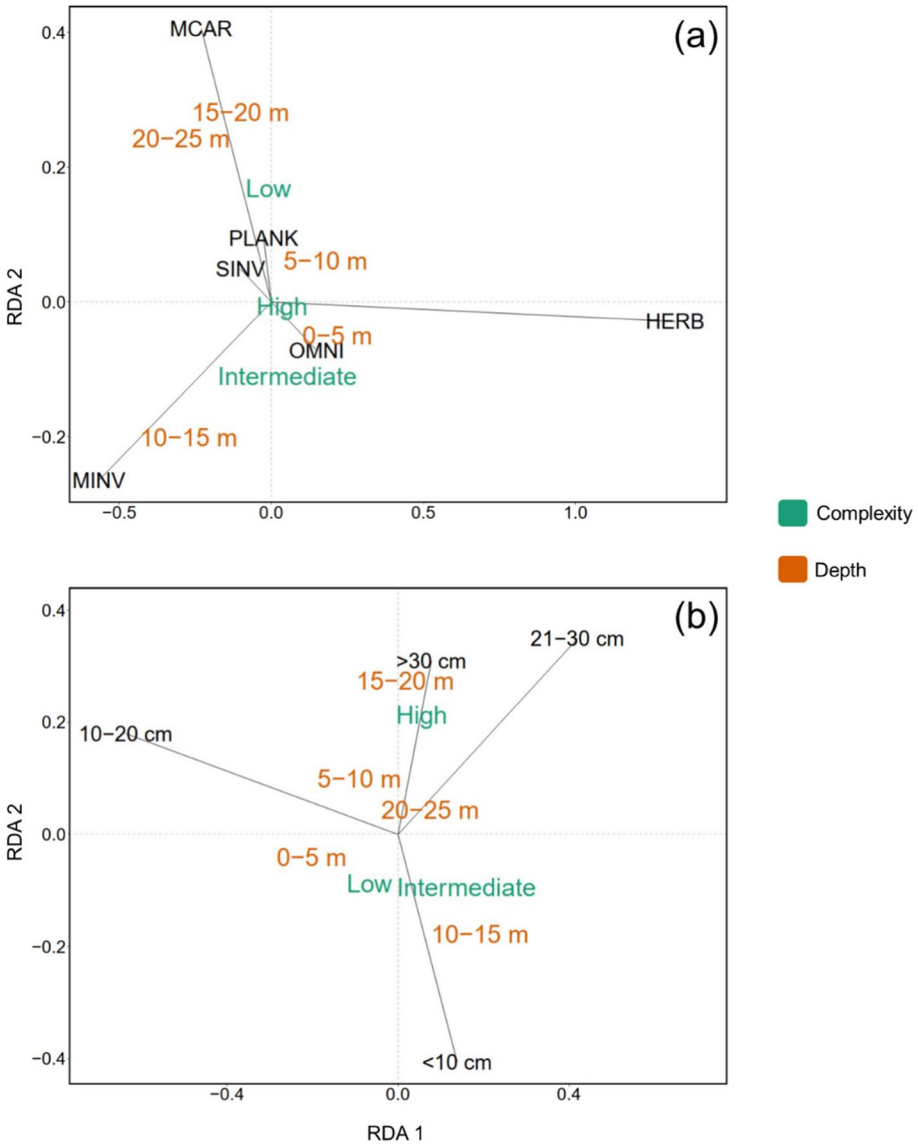 (a)
0.4
MCAR
15−20 m
20−25 m
0.2
Low
PLANK
5−10 m
SINV
RDA 2
0.0
High
HERB
0−5 m
OMNI
Intermediate
−0.2
10−15 m
MINV
−0.5 0.0 0.5 1.0
Complexity
Depth
(b)
0.4
21−30 cm
>30 cm
15−20 m
0.2
High
10−20 cm
5−10 m
20−25 m
RDA 2
0.0
0−5 m
Low Intermediate
10−15 m
−0.2
−0.4
<10 cm
−0.4 0.0 0.4
RDA 1